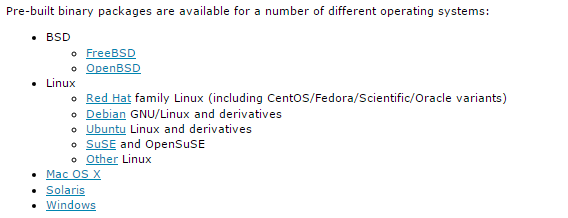 Pre-built binary packages are available for a number of different operating systems:
BSD
FreeBSD
OpenBSD
Linux
Red Hat family Linux (including CentOS/Fedora/Scientific/Oracle variants)
Debian GNU/Linux and derivatives
Ubuntu Linux and derivatives
SuSE and OpenSuSE
Other Linux
Mac OS X
Solaris
Windows